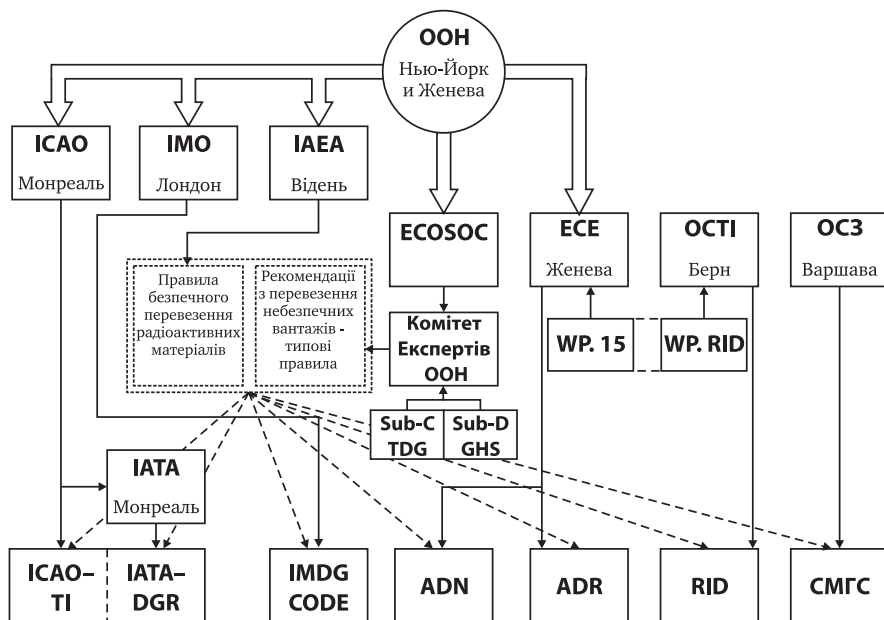 ООН
Нью-Йорк
и Женева
ICAO
Монреаль
IMO
Лондон
IAEA
Відень
ECOSOC
ECE
Женева
ОСТІ
Берн
ОСЗ
Варшава
Правила
безпечного
перевезення
радіоактивних
матеріалів
Рекомендації
з перевезення
небезпечних
вантажів -
типові
правила
Комітет
Експертів
ООН
WP. 15
WP. RID
Sub-C
TDG
Sub-D
GHS
IATA
Монреаль
ICAO–
TI
IATA–
DGR
IMDG
CODE
ADN
ADR
RID
СМГС